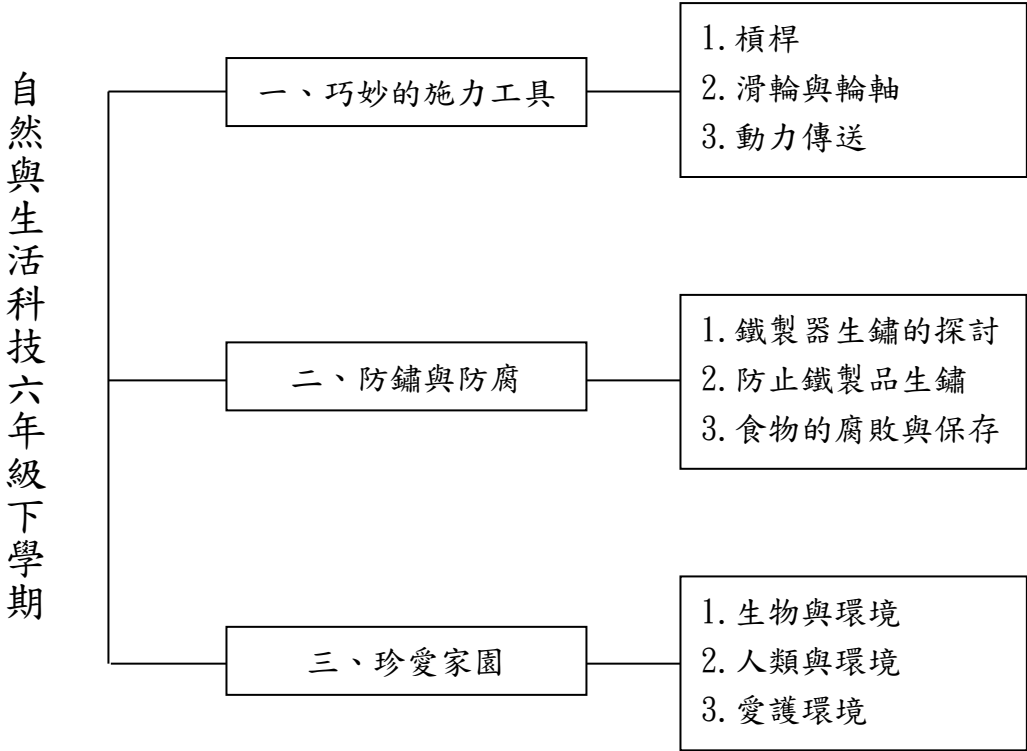 自然與生活科技六年級下學期
一、巧妙的施力工具
1.槓桿
2.滑輪與輪軸
3.動力傳送
二、防鏽與防腐
1.鐵製器生鏽的探討
2.防止鐵製品生鏽
3.食物的腐敗與保存
三、珍愛家園
1.生物與環境
2.人類與環境
3.愛護環境